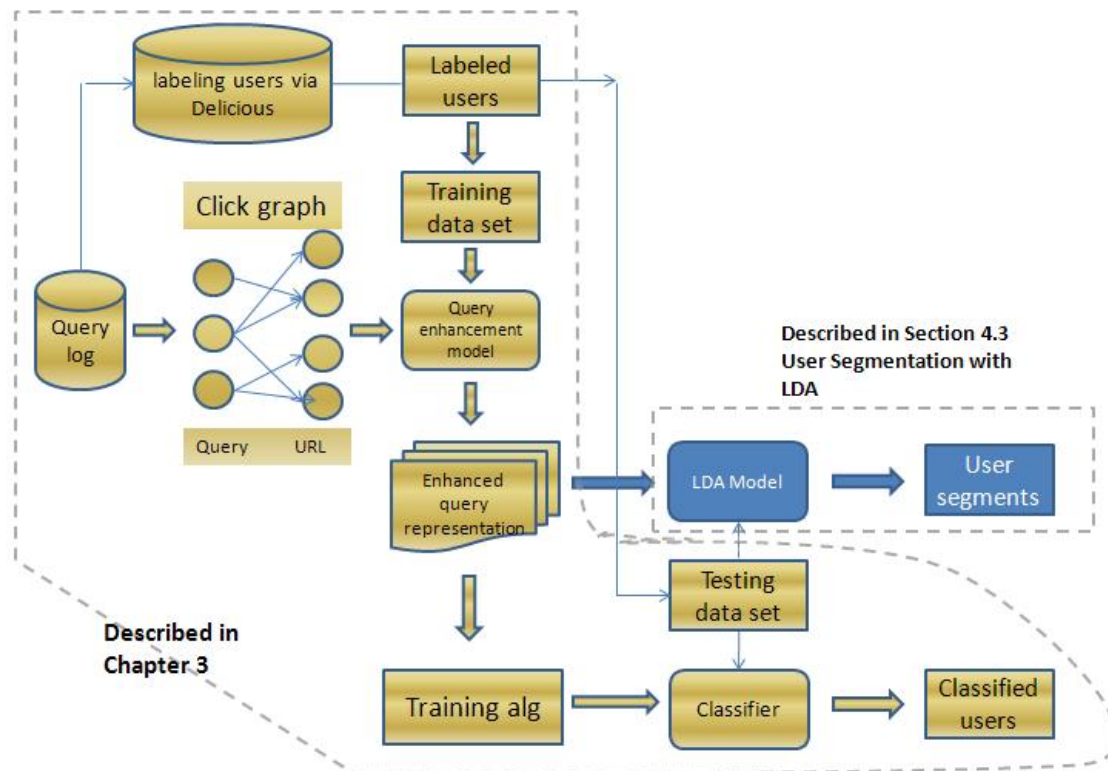 labeling users via
Delicious
Labeled
users
Click graph
Training
data set
Query
log
Query
enhancement
model
Described in Section 4.3
User Segmentation with
LDA
Query
URL
Enhanced
query
representation
LDA Model
User
segments
Testing
data set
Described in
Chapter 3
Training alg
Classifier
Classified
users